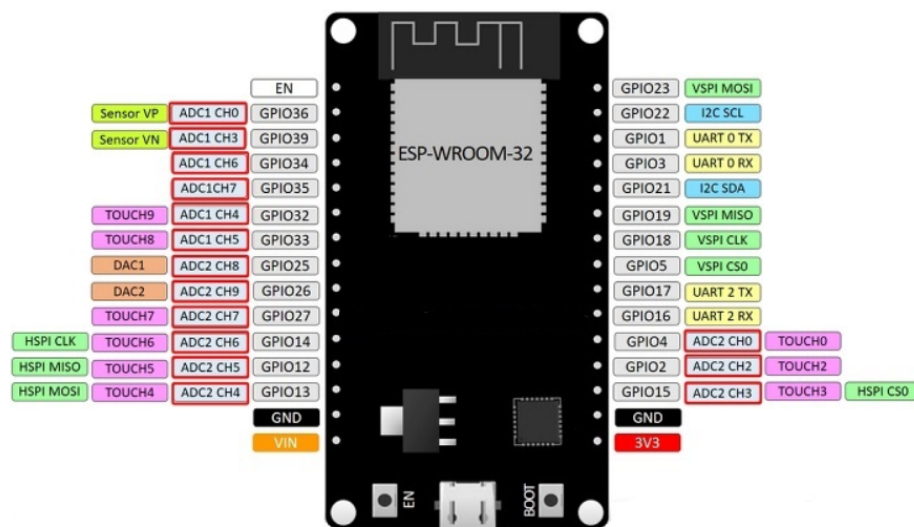 EN
Sensor VP ADC1 CH0 GPIO36
Sensor VN ADC1 CH3 GPIO39
ADC1 CH6 GPIO34
ADC1CH7 GPIO35
TOUCH9 ADC1 CH4 GPIO32
TOUCH8 ADC1 CH5 GPIO33
DAC1 ADC2 CH8 GPIO25
DAC2 ADC2 CH9 GPIO26
TOUCH7 ADC2 CH7 GPIO27
HSPI CLK TOUCH6 ADC2 CH6 GPIO14
HSPI MISO TOUCH5 ADC2 CH5 GPIO12
HSPI MOSI TOUCH4 ADC2 CH4 GPIO13
GND
VIN
ESP-WROOM-32
EN
BOOT
GPIO23 VSPI MOSI
GPIO22 I2C SCL
GPIO1 UART 0 TX
GPIO3 UART 0 RX
GPIO21 I2C SDA
GPIO19 VSPI MISO
GPIO18 VSPI CLK
GPIO5 VSPI CS0
GPIO17 UART 2 TX
GPIO16 UART 2 RX
GPIO4 ADC2 CH0 TOUCH0
GPIO2 ADC2 CH2 TOUCH2
GPIO15 ADC2 CH3 TOUCH3 HSPI CS0
GND
3V3